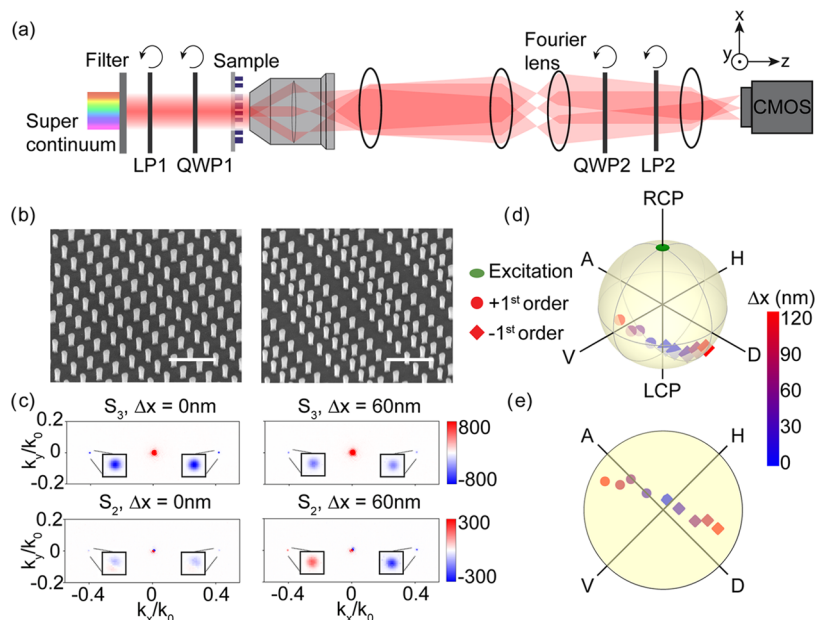 (a)
Filter
Sample
Fourier
lens
x
y
z
Super
continuum
LP1
QWP1
QWP2
LP2
CMOS
(b)
(d)
RCP
A
H
V
D
LCP
Excitation
+1st order
-1st order
Δx (nm)
120
90
60
30
0
(c)
S3, Δx = 0nm
S3, Δx = 60nm
0.2
0
-0.2
ky/k0
800
-800
S2, Δx = 0nm
S2, Δx = 60nm
0.2
0
-0.2
ky/k0
300
-300
-0.4
0
0.4
-0.4
0
0.4
kx/k0
kx/k0
(e)
A
H
V
D